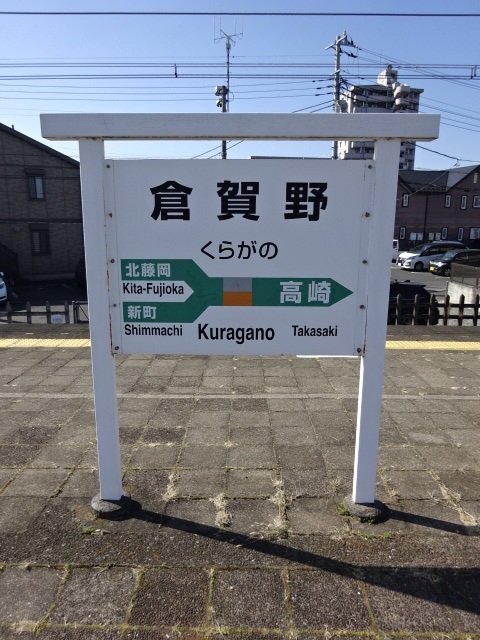 倉賀野
くらがの
北藤岡
Kita-Fujioka
新町
高崎
Shimmachi Kuragano Takasaki